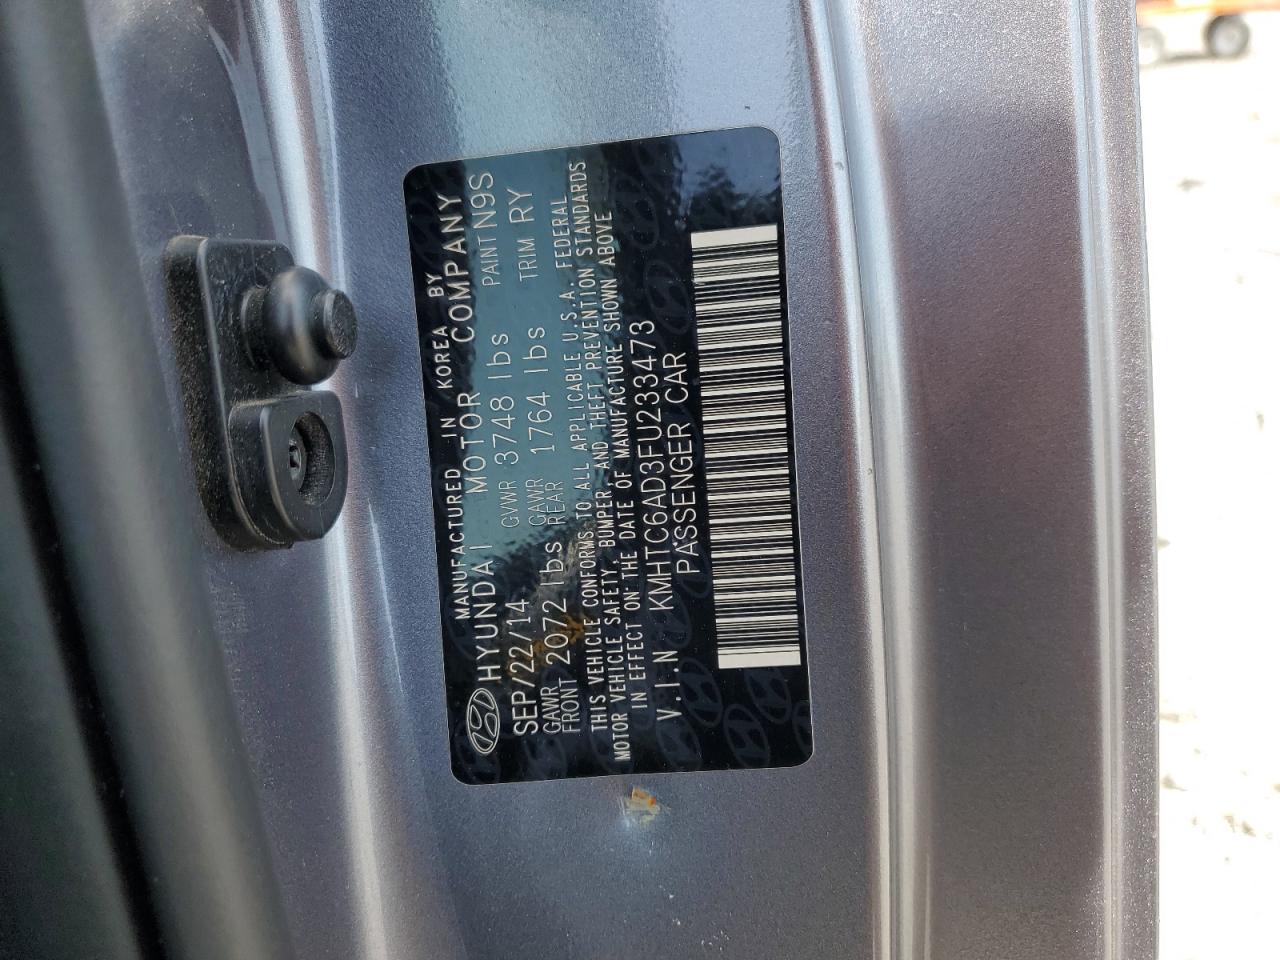 MANUFACTURED IN KOREA BY
HYUNDAI MOTOR COMPANY
SEP/22/14 GVWR 3748 lbs PAINT N9S
GAWR FRONT 2072 lbs GAWR REAR 1764 lbs TRIM RY
THIS VEHICLE CONFORMS TO ALL APPLICABLE U.S.A. FEDERAL
MOTOR VEHICLE SAFETY, BUMPER, AND THEFT PREVENTION STANDARDS
IN EFFECT ON THE DATE OF MANUFACTURE SHOWN ABOVE
V.I.N KMHTC6AD3FU233473
PASSENGER CAR